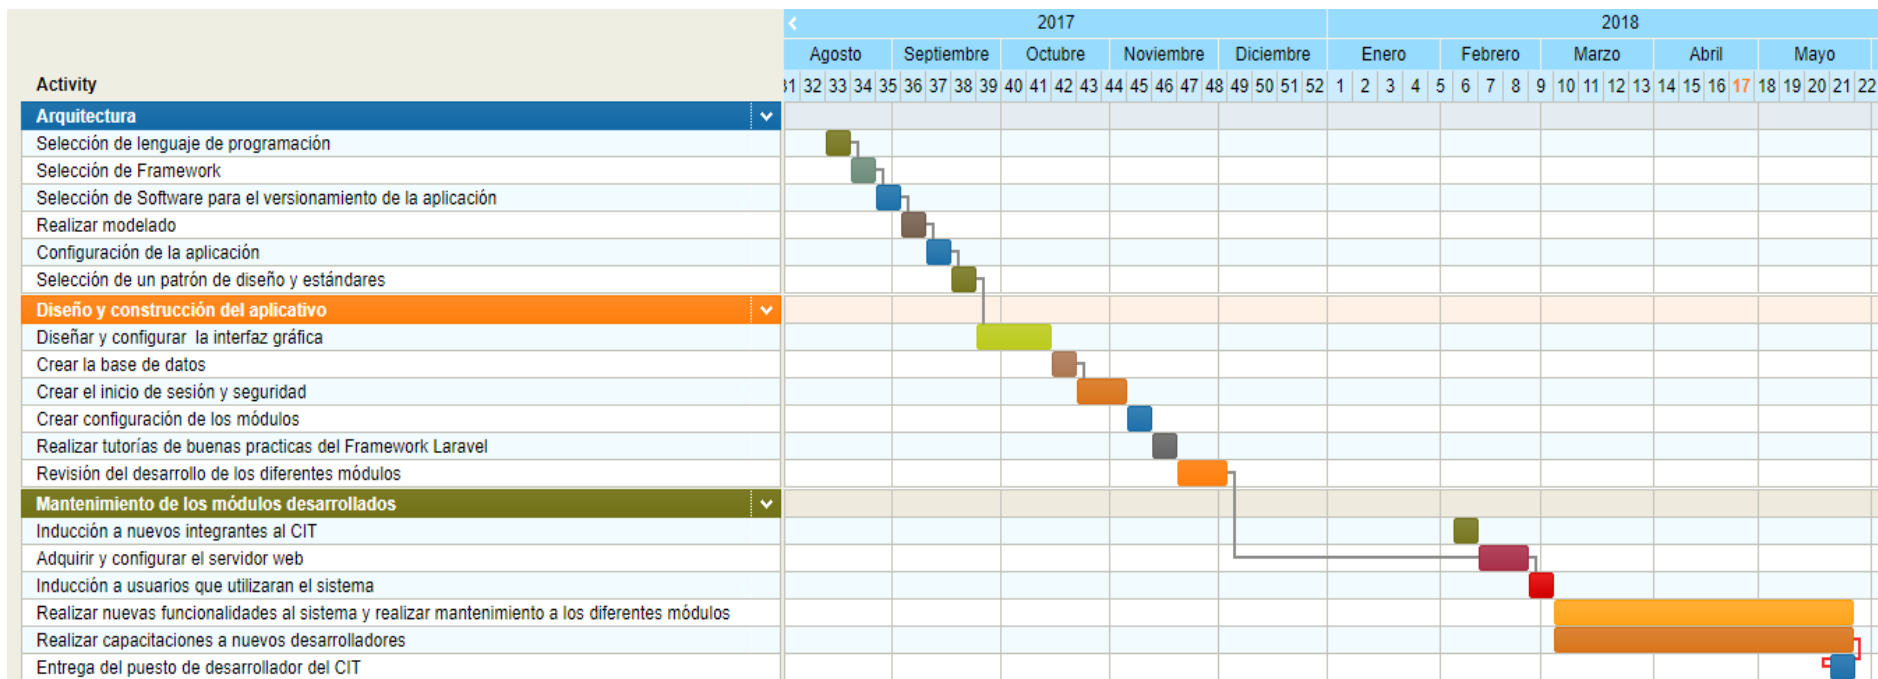 2017 2018
Agosto Septiembre Octubre Noviembre Diciembre Enero Febrero Marzo Abril Mayo
Activity 31 32 33 34 35 36 37 38 39 40 41 42 43 44 45 46 47 48 49 50 51 52 1 2 3 4 5 6 7 8 9 10 11 12 13 14 15 16 17 18 19 20 21 22
Arquitectura
Selección de lenguaje de programación
Selección de Framework
Selección de Software para el versionamiento de la aplicación
Realizar modelado
Configuración de la aplicación
Selección de un patrón de diseño y estándares
Diseño y construcción del aplicativo
Diseñar y configurar la interfaz gráfica
Crear la base de datos
Crear el inicio de sesión y seguridad
Crear configuración de los módulos
Realizar tutorías de buenas practicas del Framework Laravel
Revisión del desarrollo de los diferentes módulos
Mantenimiento de los módulos desarrollados
Inducción a nuevos integrantes al CIT
Adquirir y configurar el servidor web
Inducción a usuarios que utilizaran el sistema
Realizar nuevas funcionalidades al sistema y realizar mantenimiento a los diferentes módulos
Realizar capacitaciones a nuevos desarrolladores
Entrega del puesto de desarrollador del CIT